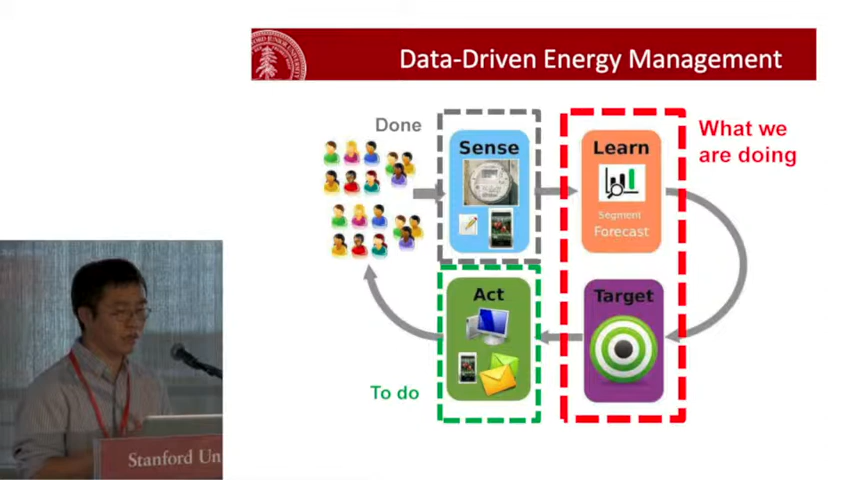 Data-Driven Energy Management
Done
Sense
Learn
Segment
Forecast
What we
are doing
Act
Target
To do
Stanford Un